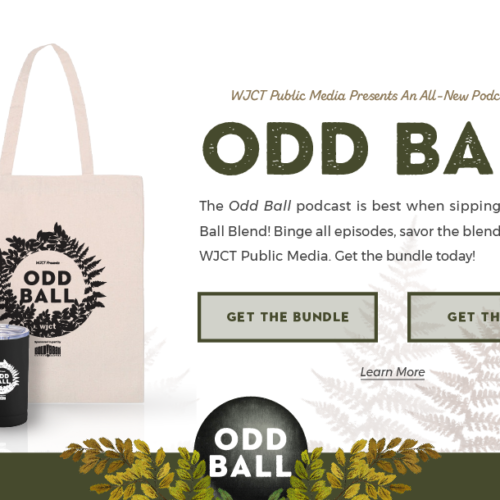 WJCT Public Media Presents An All-New Podc
ODD BA
The Odd Ball podcast is best when sipping
Ball Blend! Binge all episodes, savor the blend
WJCT Public Media. Get the bundle today!
GET THE BUNDLE
GET TH
Learn More
WJCT Presents
ODD
BALL
wjct
ODD
BALL
ODD
BALL